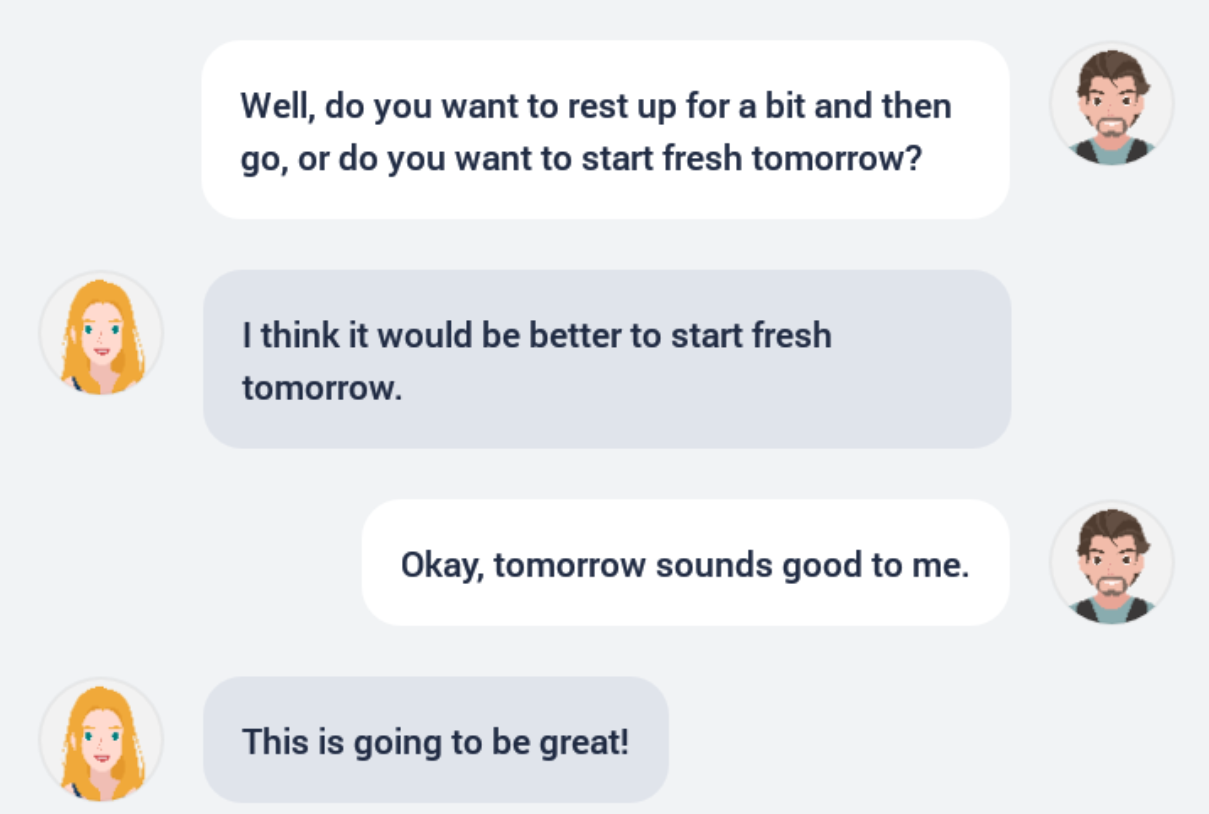 Well, do you want to rest up for a bit and then
go, or do you want to start fresh tomorrow?
I think it would be better to start fresh
tomorrow.
Okay, tomorrow sounds good to me.
This is going to be great!